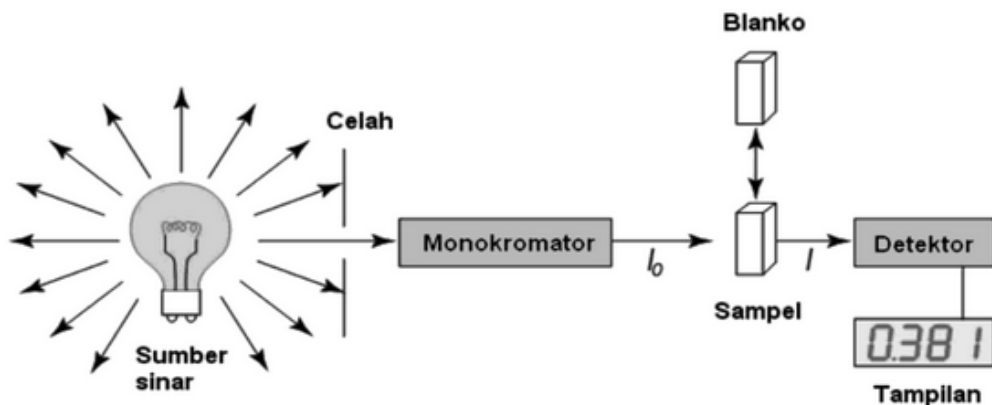 Blanko
Celah
Monokromator
I₀
I
Detektor
Sampel
Sumber
sinar
0.381
Tampilan